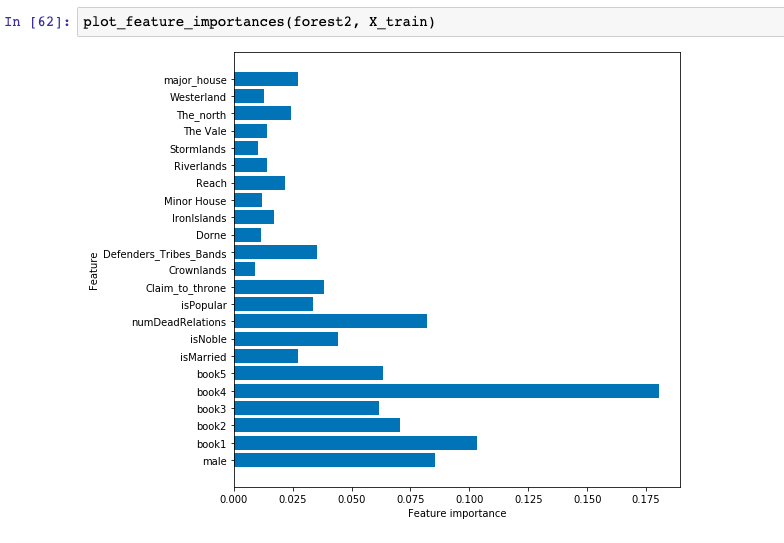 In [62]: plot_feature_importances(forest2, X_train)
major_house
Westerland
The_north
The Vale
Stormlands
Riverlands
Reach
Minor House
IronIslands
Dorne
Defenders_Tribes_Bands
Crownlands
Claim_to_throne
isPopular
numDeadRelations
isNoble
isMarried
book5
book4
book3
book2
book1
male
Feature
0.000 0.025 0.050 0.075 0.100 0.125 0.150 0.175
Feature importance